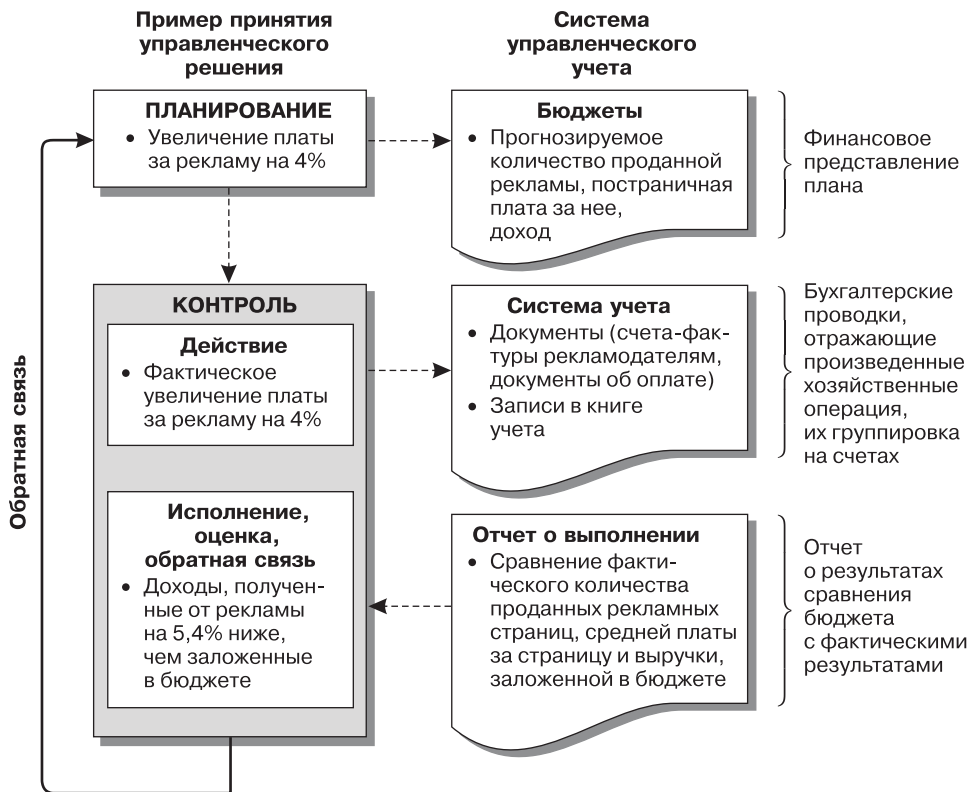 Пример принятия
управленческого
решения
Система
управленческого
учета
ПЛАНИРОВАНИЕ
• Увеличение платы
за рекламу на 4%
Бюджеты
• Прогнозируемое
количество проданной
рекламы, постраничная
плата за нее,
доход
Финансовое
представление
плана
КОНТРОЛЬ
Действие
• Фактическое
увеличение платы
за рекламу на 4%
Система учета
• Документы (счета-фак-
туры рекламодателям,
документы об оплате)
• Записи в книге
учета
Бухгалтерские
проводки,
отражающие
произведенные
хозяйственные
операция,
их группировка
на счетах
Исполнение,
оценка,
обратная связь
• Доходы, получен-
ные от рекламы
на 5,4% ниже,
чем заложенные
в бюджете
Отчет о выполнении
• Сравнение факти-
ческого количества
проданных рекламных
страниц, средней платы
за страницу и выручки,
заложенной в бюджете
Отчет
о результатах
сравнения
бюджета
с фактическими
результатами
Обратная связь